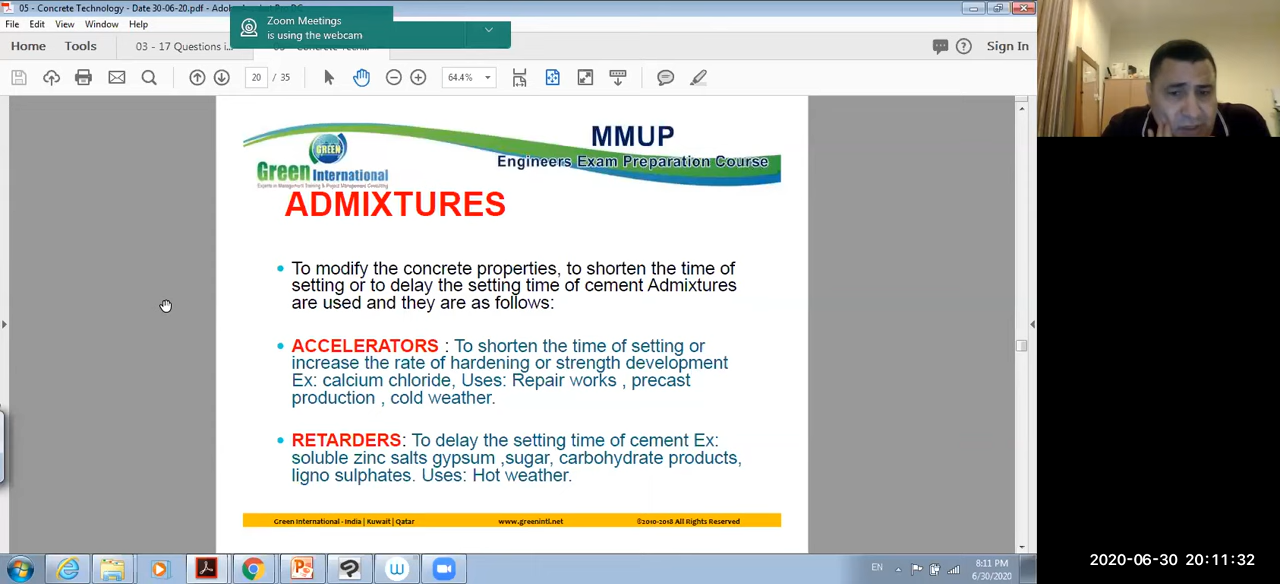 05 - Concrete Technology - Date 30-06-20.pdf - Adobe
Zoom Meetings
is using the webcam
File Edit View Window Help
Home Tools 03 - 17 Questions i...
Sign In
20 / 35
64.4%
GREEN
Green International
MMUP
Engineers Exam Preparation Course
ADMIXTURES
• To modify the concrete properties, to shorten the time of
setting or to delay the setting time of cement Admixtures
are used and they are as follows:
• ACCELERATORS : To shorten the time of setting or
increase the rate of hardening or strength development
Ex: calcium chloride, Uses: Repair works , precast
production , cold weather.
• RETARDERS: To delay the setting time of cement Ex:
soluble zinc salts gypsum ,sugar, carbohydrate products,
ligno sulphates. Uses: Hot weather.
Green International - India | Kuwait | Qatar www.greenintl.net ©2010-2018 All Rights Reserved
EN
8:11 PM
6/30/2020
2020-06-30 20:11:32